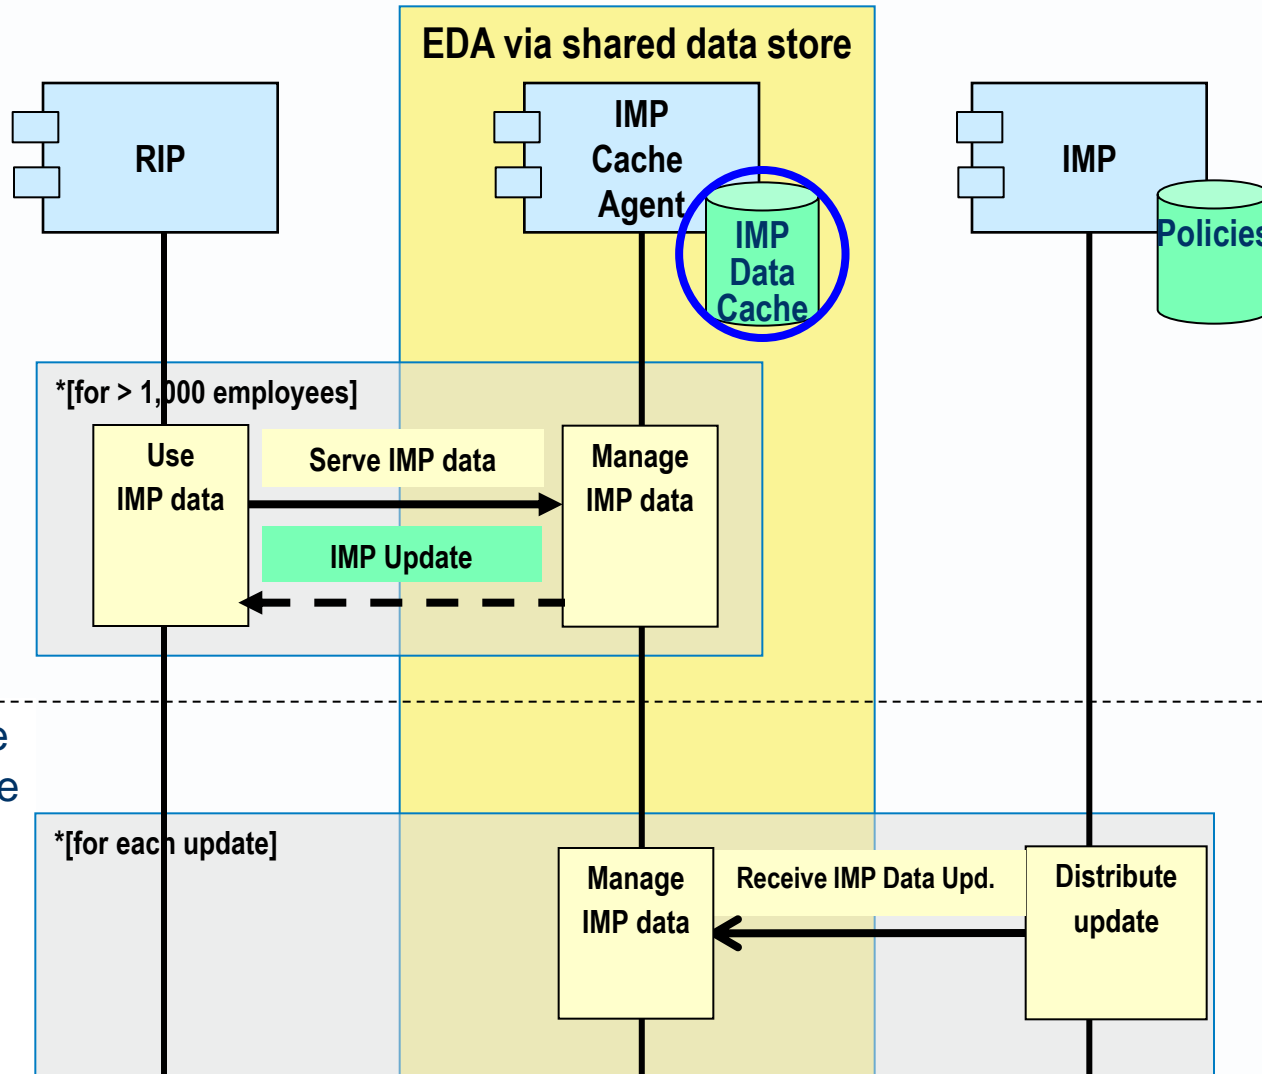 EDA via shared data store
RIP
IMP
Cache
Agent
IMP
Data
Cache
IMP
Policies
*[for > 1,000 employees]
Use
IMP data
Serve IMP data
IMP Update
Manage
IMP data
e
e
*[for each update]
Manage
IMP data
Receive IMP Data Upd.
Distribute
update